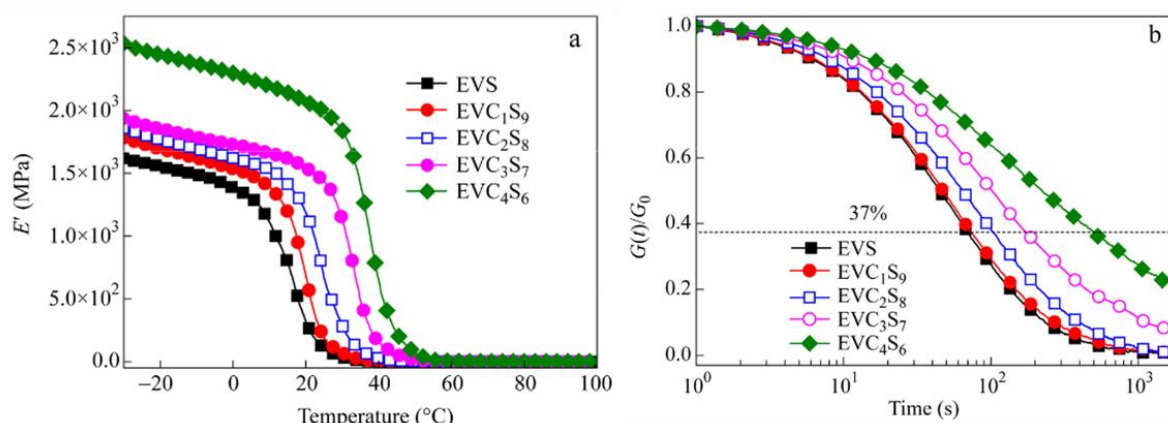 a
2.5×10³
2.0×10³
1.5×10³
1.0×10³
5.0×10²
0.0
E′ (MPa)
−20 0 20 40 60 80 100
Temperature (°C)
EVS
EVC₁S₉
EVC₂S₈
EVC₃S₇
EVC₄S₆
b
1.0
0.8
0.6
0.4
0.2
0.0
G(t)/G₀
37%
EVS
EVC₁S₉
EVC₂S₈
EVC₃S₇
EVC₄S₆
10⁰ 10¹ 10² 10³
Time (s)